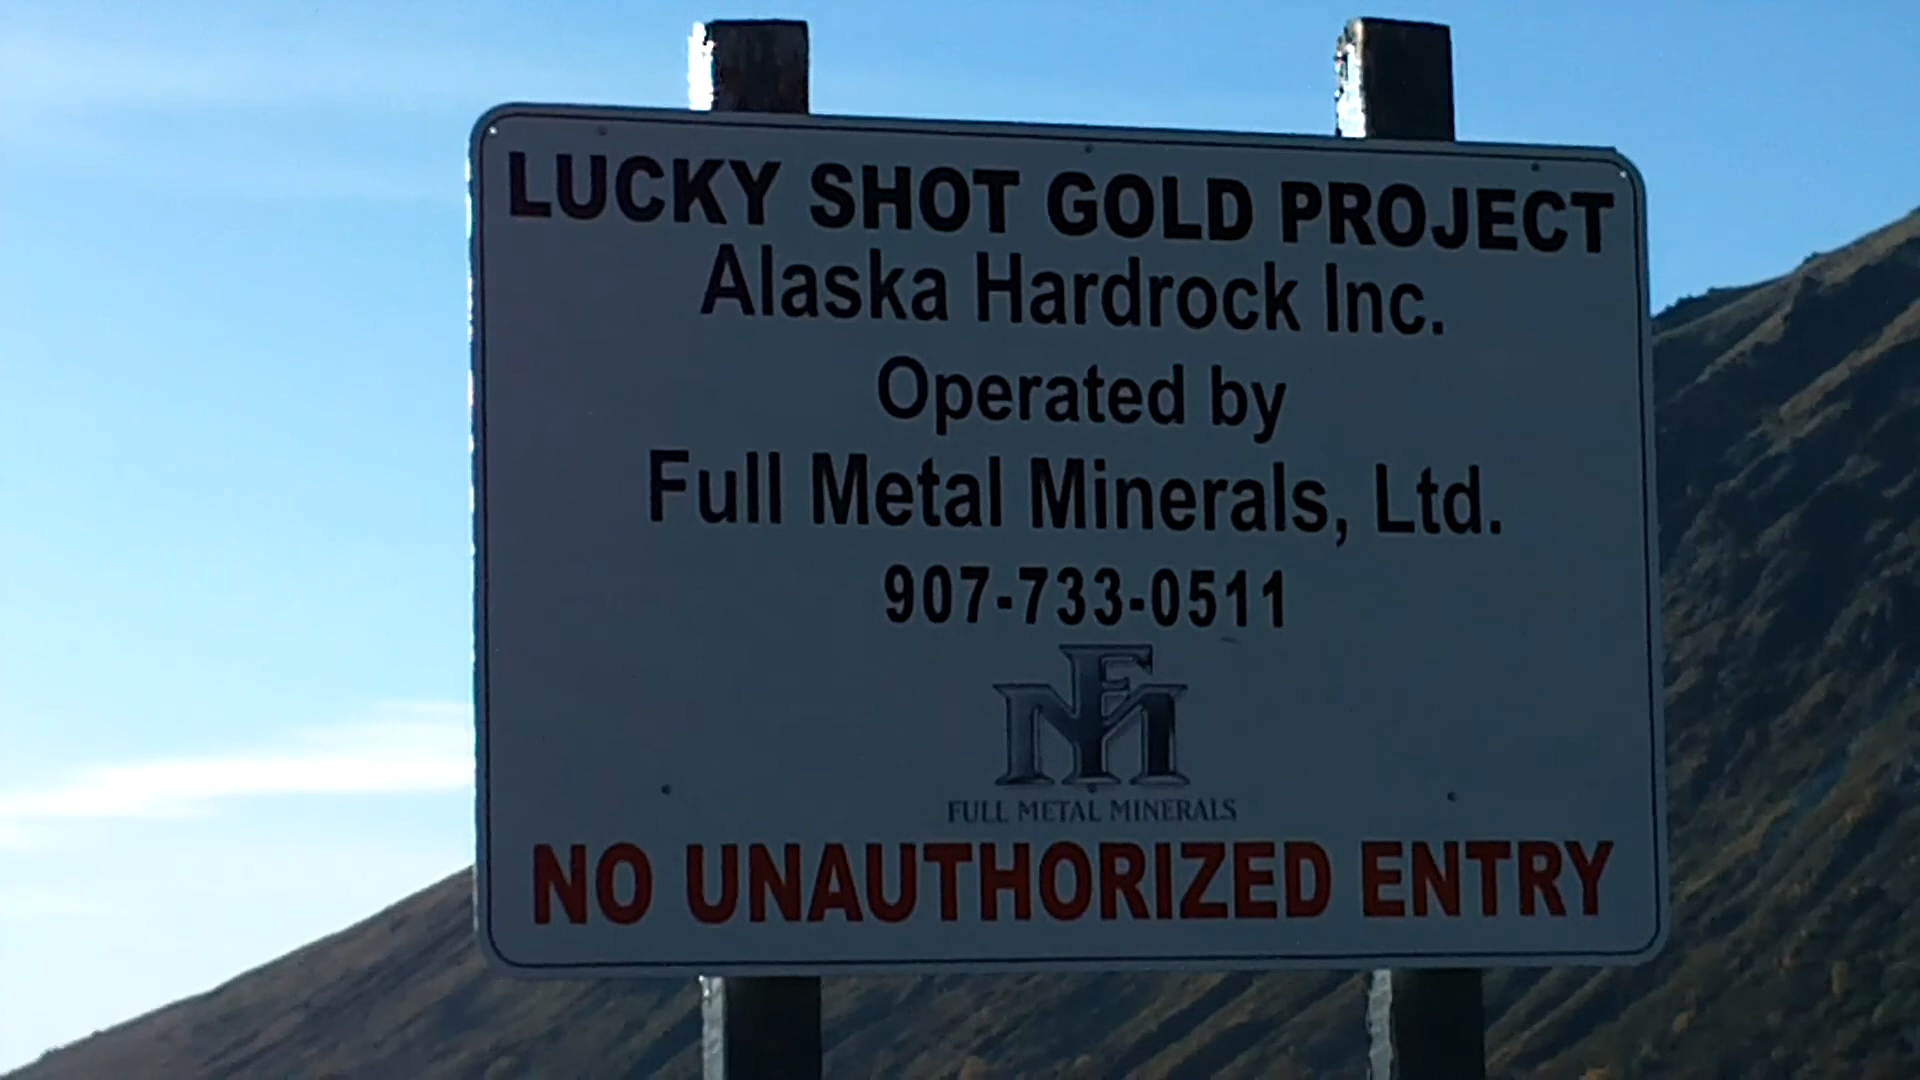 LUCKY SHOT GOLD PROJECT
Alaska Hardrock Inc.
Operated by
Full Metal Minerals, Ltd.
907-733-0511
FM
FULL METAL MINERALS
NO UNAUTHORIZED ENTRY